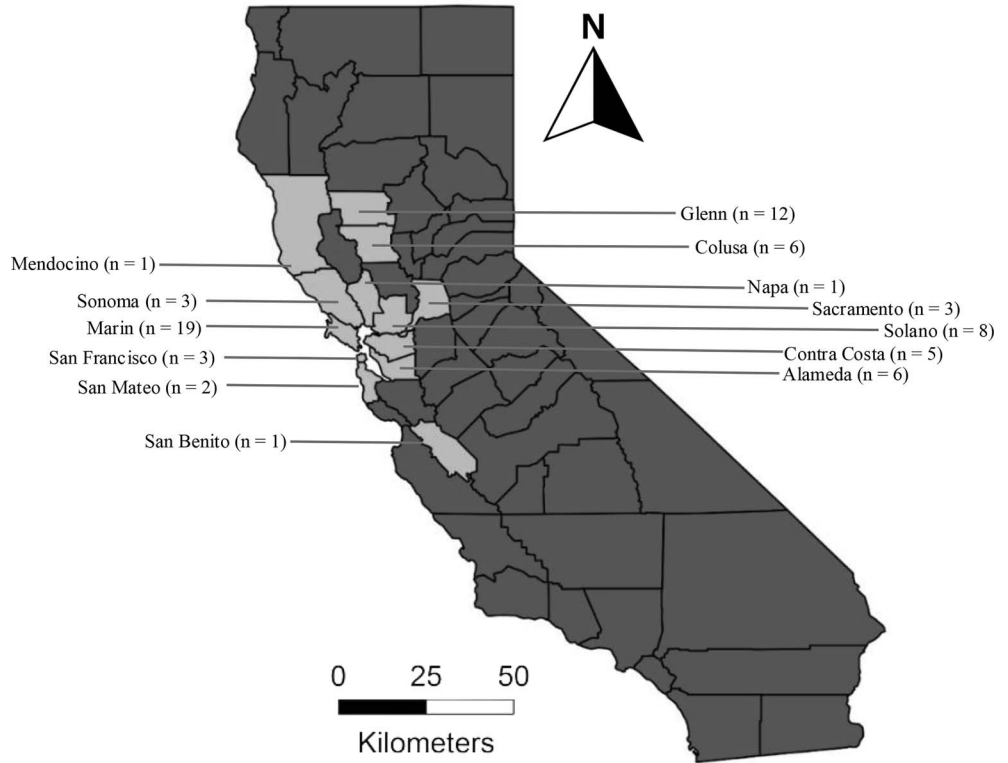 N
Glenn (n = 12)
Colusa (n = 6)
Mendocino (n = 1)
Napa (n = 1)
Sonoma (n = 3)
Sacramento (n = 3)
Marin (n = 19)
Solano (n = 8)
San Francisco (n = 3)
Contra Costa (n = 5)
San Mateo (n = 2)
Alameda (n = 6)
San Benito (n = 1)
0 25 50
Kilometers